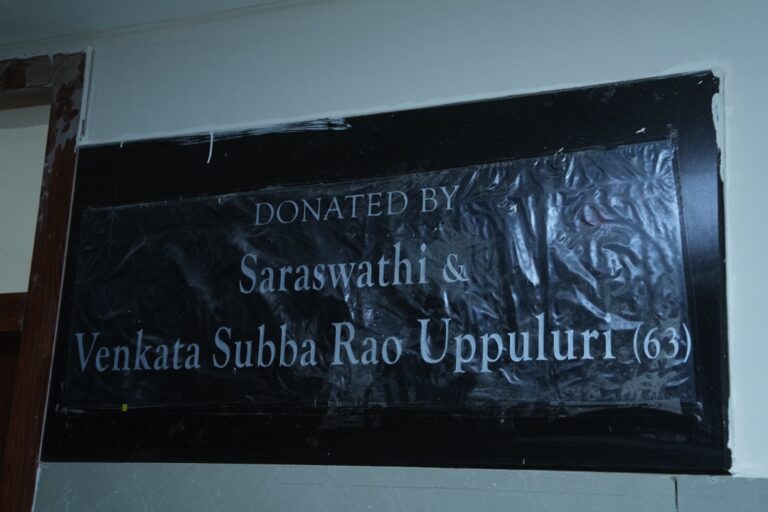 DONATED BY
Saraswathi &
Venkata Subba Rao Uppuluri (63)